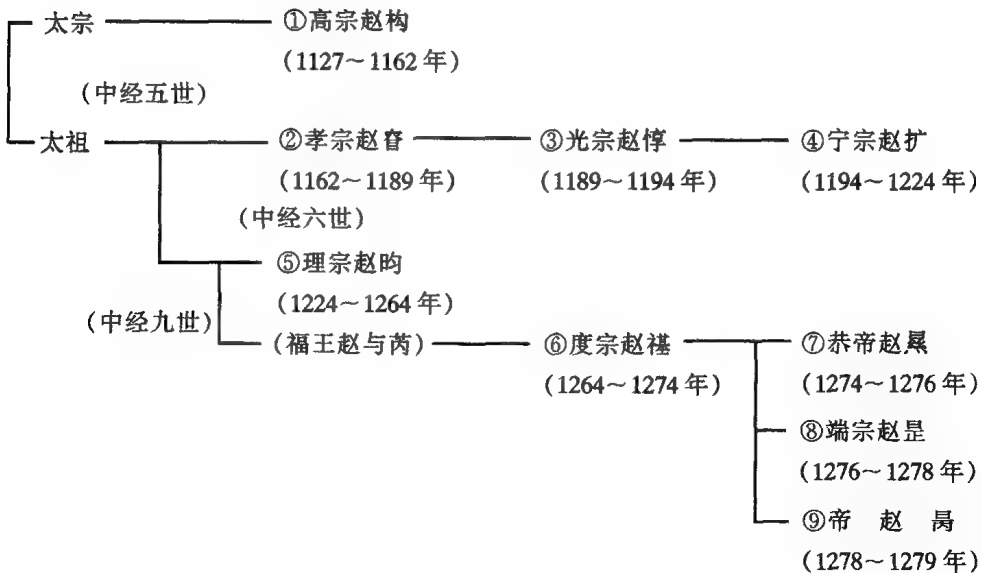 太宗 ①高宗赵构
(1127～1162年)
(中经五世)
太祖 ②孝宗赵昚 ③光宗赵惇 ④宁宗赵扩
(1162～1189年) (1189～1194年) (1194～1224年)
(中经六世)
⑤理宗赵昀
(1224～1264年)
(中经九世)
(福王赵与芮) ⑥度宗赵禥 ⑦恭帝赵㬎
(1264～1274年) (1274～1276年)
⑧端宗赵昰
(1276～1278年)
⑨帝 赵 昺
(1278～1279年)